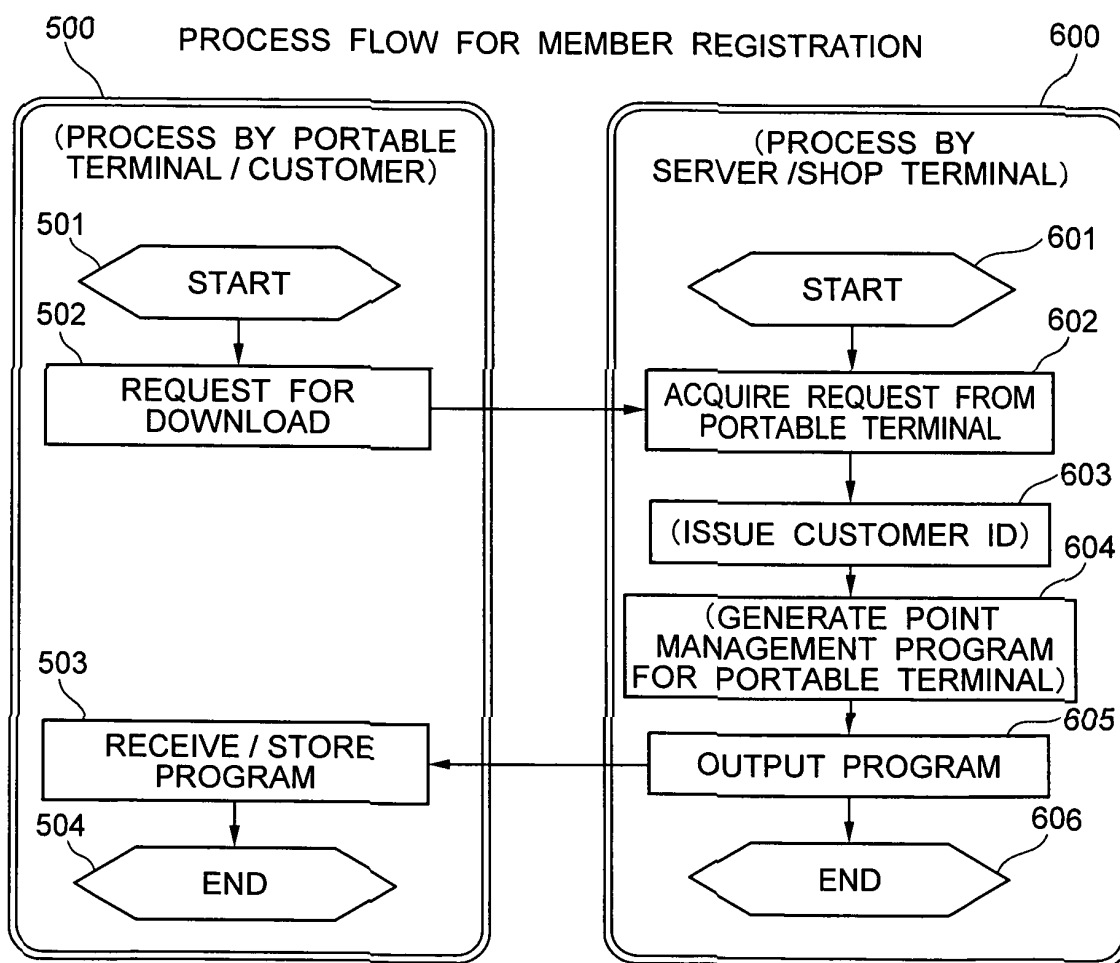 500
PROCESS FLOW FOR MEMBER REGISTRATION
600
(PROCESS BY PORTABLE
TERMINAL / CUSTOMER)
501
START
502
REQUEST FOR
DOWNLOAD
503
RECEIVE / STORE
PROGRAM
504
END
(PROCESS BY
SERVER /SHOP TERMINAL)
601
START
602
ACQUIRE REQUEST FROM
PORTABLE TERMINAL
603
(ISSUE CUSTOMER ID)
604
(GENERATE POINT
MANAGEMENT PROGRAM
FOR PORTABLE TERMINAL)
605
OUTPUT PROGRAM
606
END